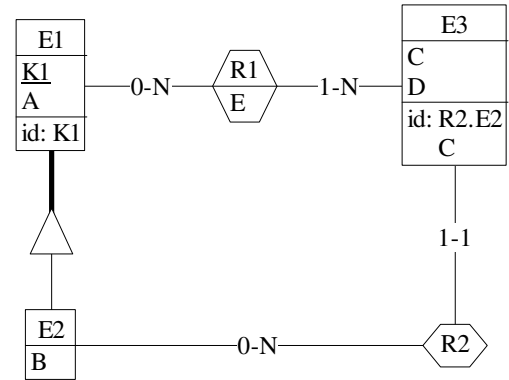 E1
K1
A
id: K1
0-N
R1
E
1-N
E3
C
D
id: R2.E2
C
1-1
E2
B
0-N
R2